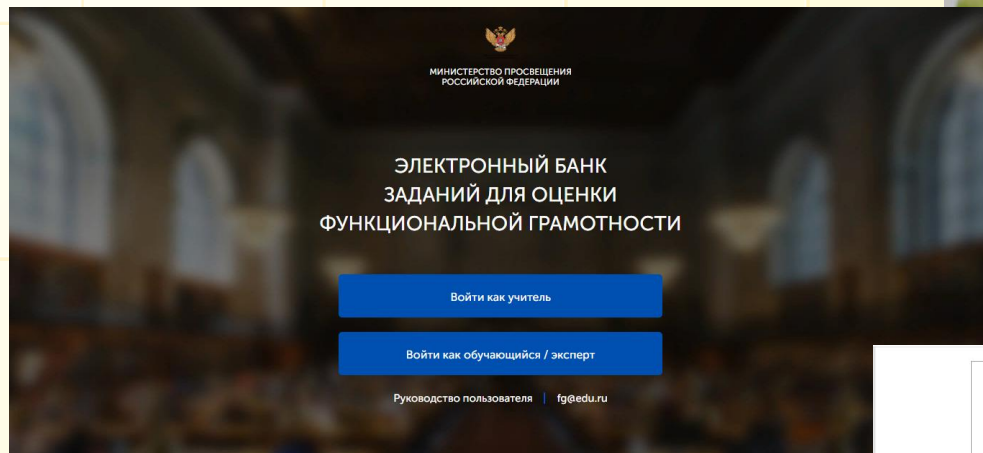 МИНИСТЕРСТВО ПРОСВЕЩЕНИЯ
РОССИЙСКОЙ ФЕДЕРАЦИИ
ЭЛЕКТРОННЫЙ БАНК
ЗАДАНИЙ ДЛЯ ОЦЕНКИ
ФУНКЦИОНАЛЬНОЙ ГРАМОТНОСТИ
Войти как учитель
Войти как обучающийся / эксперт
Руководство пользователя | fg@edu.ru